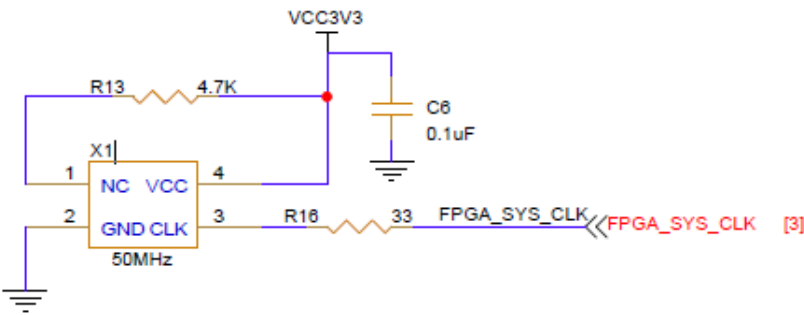 VCC3V3
R13 4.7K
C6
0.1uF
X1
1 NC VCC 4
2 GND CLK 3
R16 33 FPGA_SYS_CLK FPGA_SYS_CLK [3]
50MHz